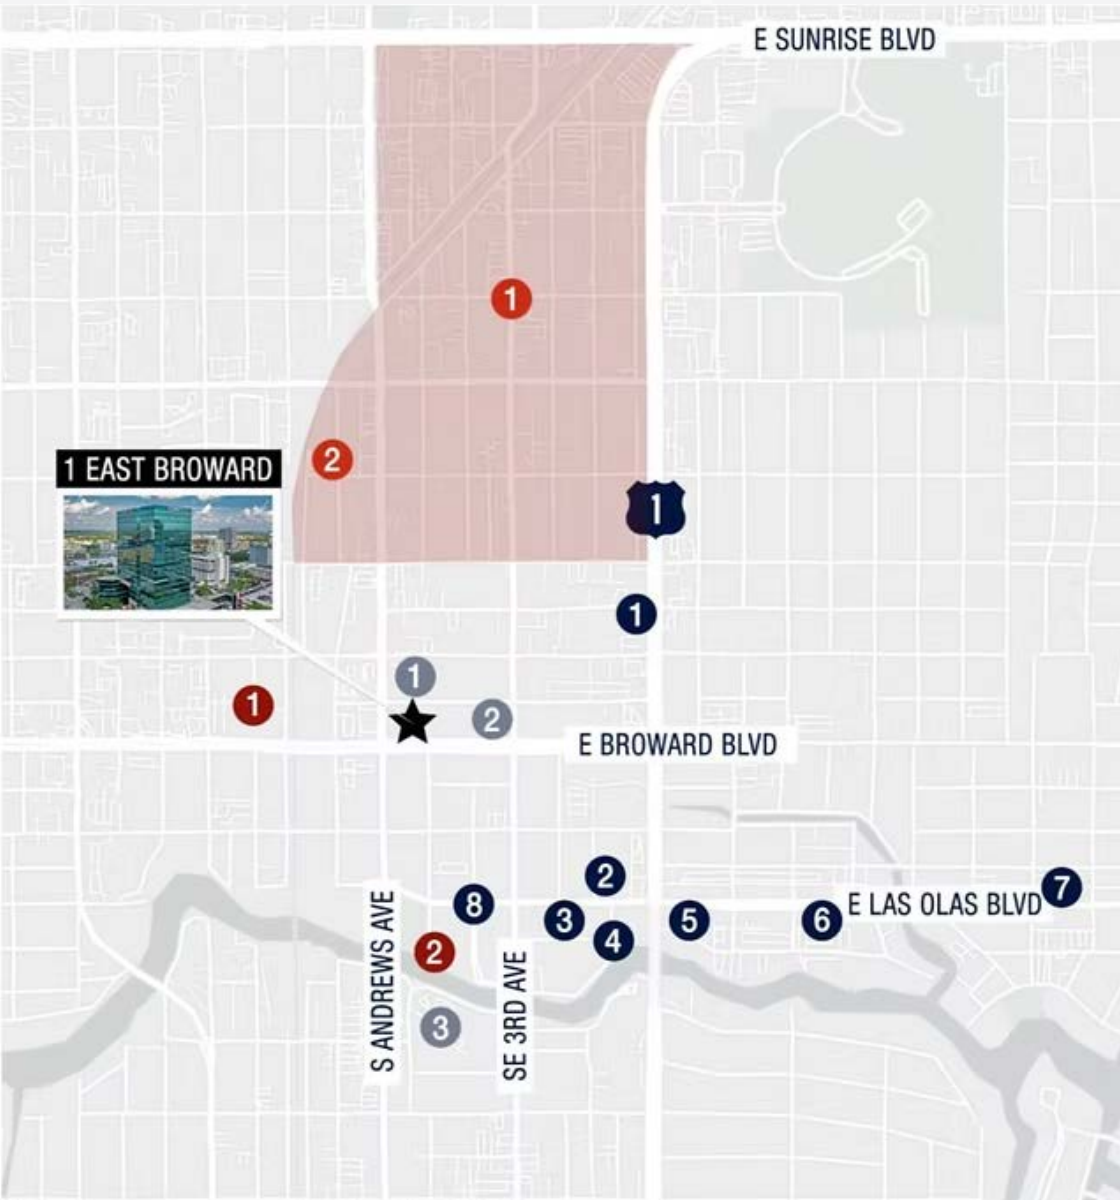 E SUNRISE BLVD
1
2
1 EAST BROWARD
1
1
1
1
2
E BROWARD BLVD
2
7
8
3
5
6
E LAS OLAS BLVD
4
2
S ANDREWS AVE
SE 3RD AVE
3